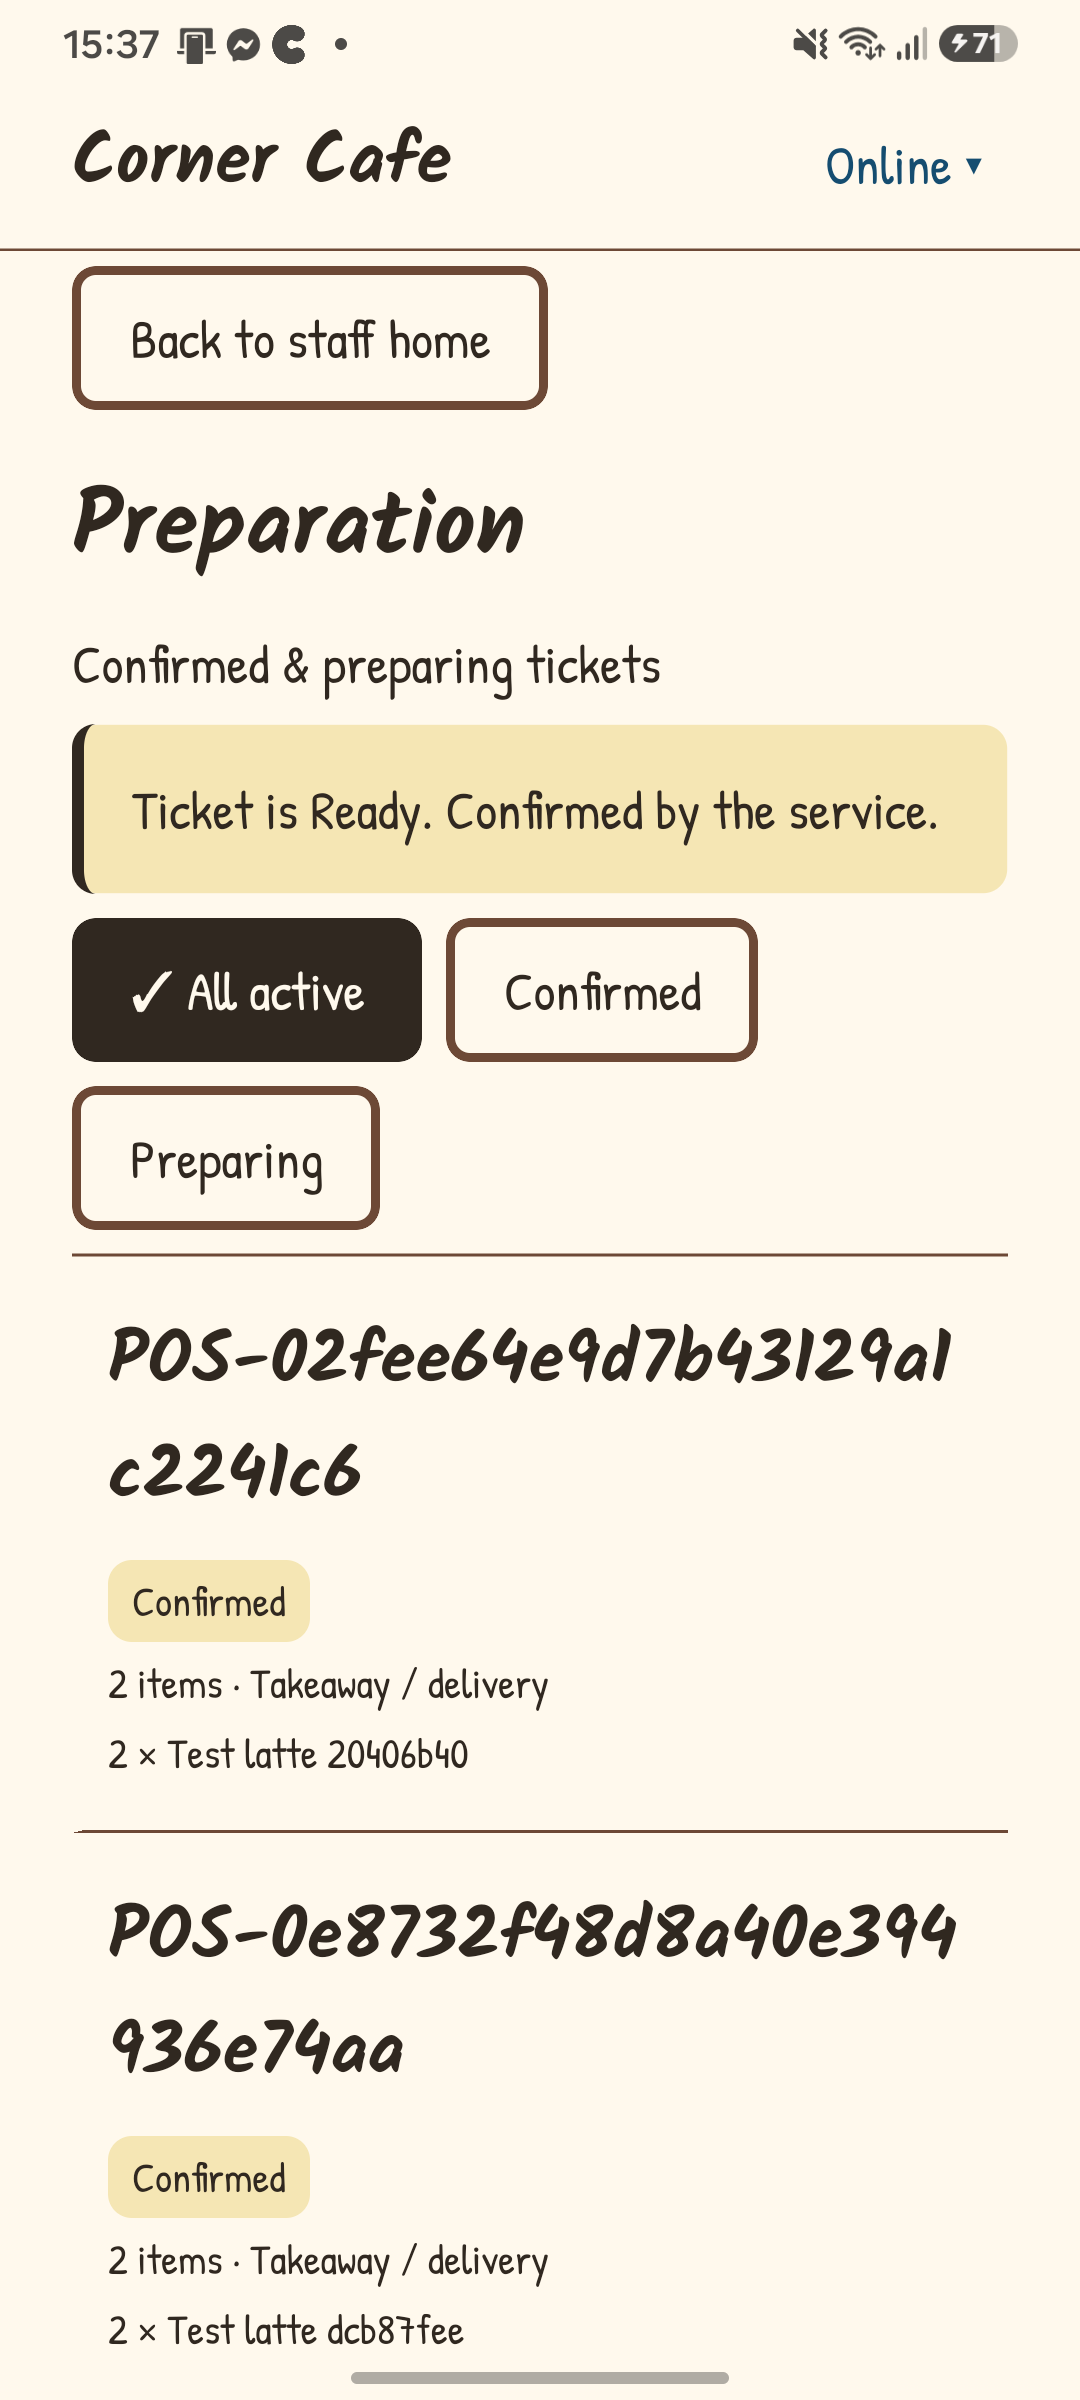 15:37
71
Corner Cafe
Online ▼
Back to staff home
Preparation
Confirmed & preparing tickets
Ticket is Ready. Confirmed by the service.
✓ All active
Confirmed
Preparing
POS-02fee64e9d7b43129a1
c2241c6
Confirmed
2 items · Takeaway / delivery
2 × Test latte 20406b40
POS-0e8732f48d8a40e394
936e74aa
Confirmed
2 items · Takeaway / delivery
2 × Test latte dcb87fee